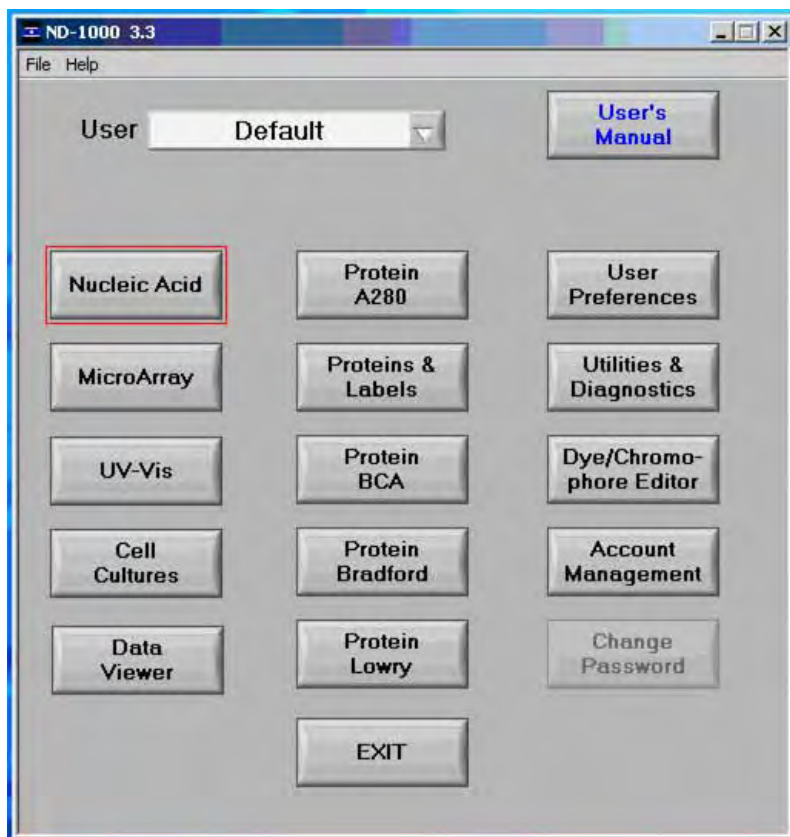 ND-1000 3.3
File Help
User Default
User's
Manual
Nucleic Acid
Protein
A280
User
Preferences
MicroArray
Proteins &
Labels
Utilities &
Diagnostics
UV-Vis
Protein
BCA
Dye/Chromo-
phore Editor
Cell
Cultures
Protein
Bradford
Account
Management
Data
Viewer
Protein
Lowry
Change
Password
EXIT